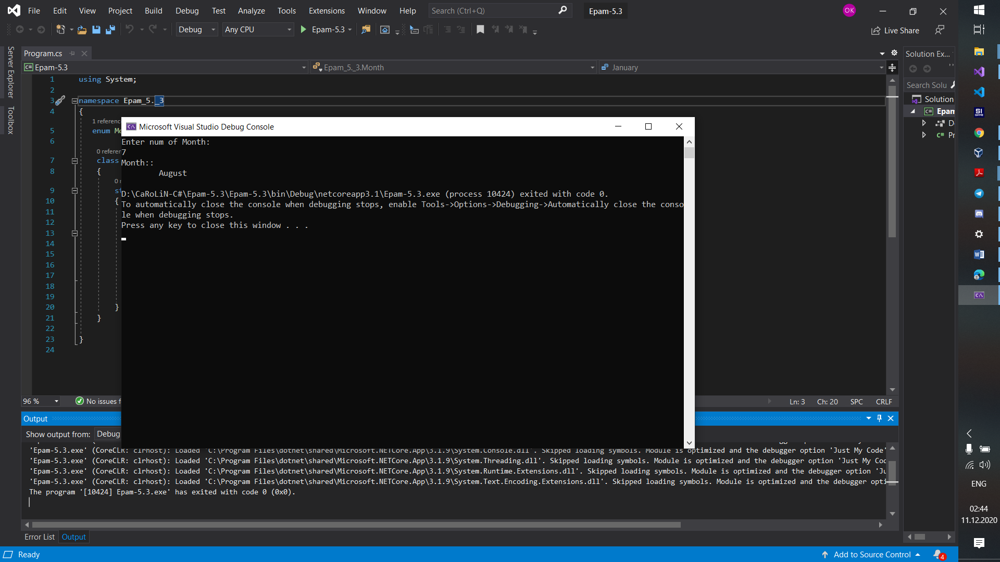 File Edit View Project Build Debug Test Analyze Tools Extensions Window Help Search (Ctrl+Q) Epam-5.3 OK
Debug Any CPU Epam-5.3 Live Share
Server Explorer
Toolbox
Program.cs
Epam-5.3 Epam_5._3.Month January
Solution Ex...
Search Solu
Solution
Epam
D
Pr
1 using System;
2
3 namespace Epam_5._3
4 {
1 referenc
5 enum Mo
6
0 referen
7 class
8 {
0 r
9 st
10 {
11
12
13
14
15
16
17
18
19
20 }
21 }
22
23 }
24
Microsoft Visual Studio Debug Console
Enter num of Month:
7
Month::
August
D:\CaRoLiN-C#\Epam-5.3\Epam-5.3\bin\Debug\netcoreapp3.1\Epam-5.3.exe (process 10424) exited with code 0.
To automatically close the console when debugging stops, enable Tools->Options->Debugging->Automatically close the conso
le when debugging stops.
Press any key to close this window . . .
96 % No issues f Ln: 3 Ch: 20 SPC CRLF
Output
Show output from: Debug
'Epam-5.3.exe' (CoreCLR: clrhost): Loaded 'C:\Program Files\dotnet\shared\Microsoft.NETCore.App\3.1.9\System.Console.dll'. Skipped loading symbols. Module is optimized and the debugger option 'Just My Code'
'Epam-5.3.exe' (CoreCLR: clrhost): Loaded 'C:\Program Files\dotnet\shared\Microsoft.NETCore.App\3.1.9\System.Threading.dll'. Skipped loading symbols. Module is optimized and the debugger option 'Just My Cod
'Epam-5.3.exe' (CoreCLR: clrhost): Loaded 'C:\Program Files\dotnet\shared\Microsoft.NETCore.App\3.1.9\System.Runtime.Extensions.dll'. Skipped loading symbols. Module is optimized and the debugger option 'Ju
'Epam-5.3.exe' (CoreCLR: clrhost): Loaded 'C:\Program Files\dotnet\shared\Microsoft.NETCore.App\3.1.9\System.Text.Encoding.Extensions.dll'. Skipped loading symbols. Module is optimized and the debugger opti
The program '[10424] Epam-5.3.exe' has exited with code 0 (0x0).
Error List Output
Ready Add to Source Control 4
ENG
02:44
11.12.2020